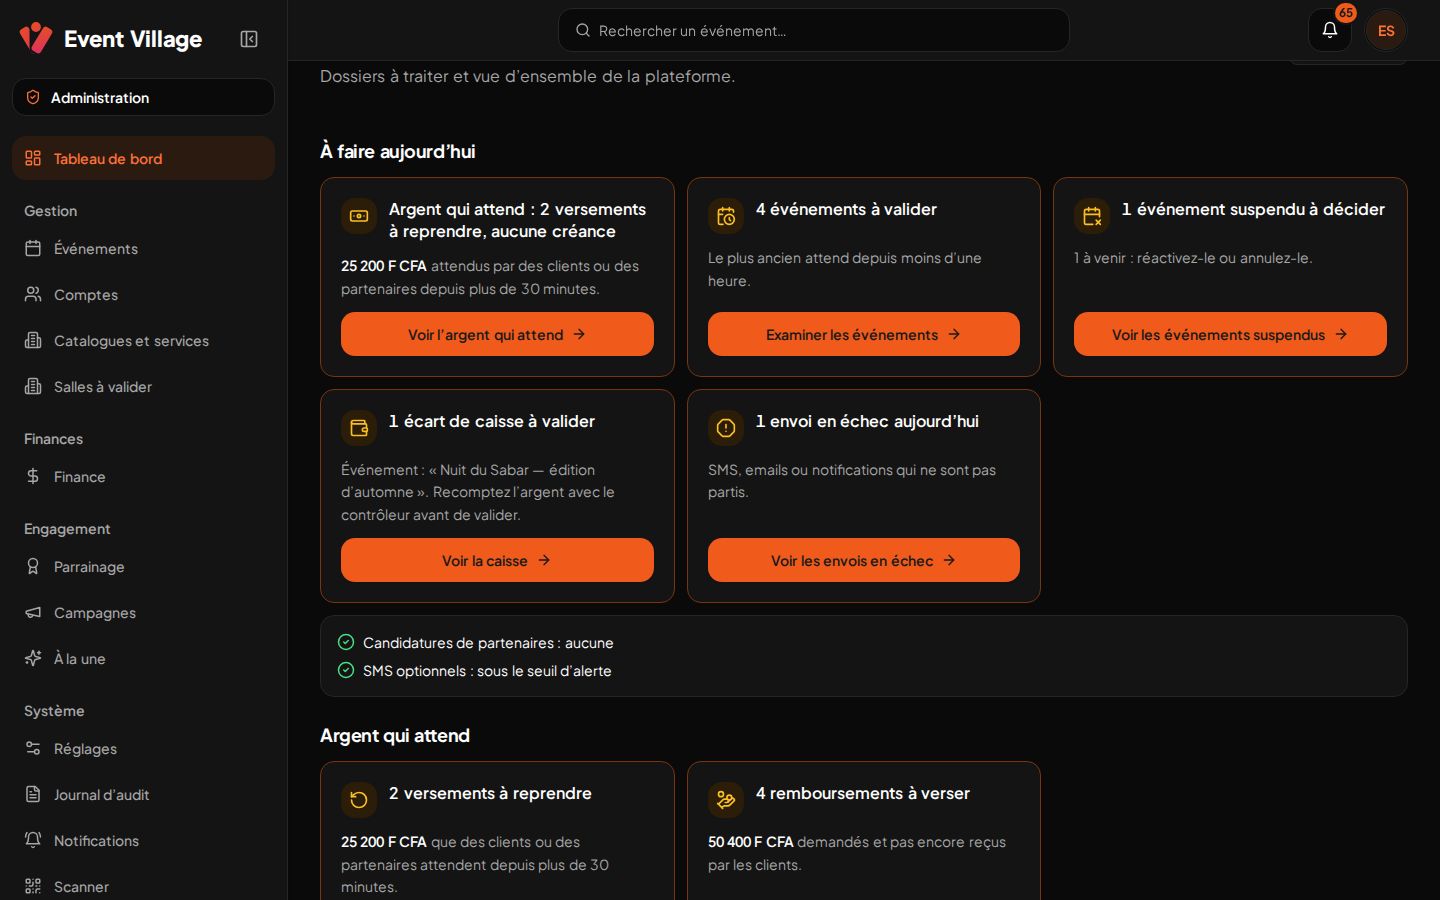 Event Village
Rechercher un événement...
65
ES
Administration
Dossiers à traiter et vue d’ensemble de la plateforme.
Tableau de bord
Gestion
Événements
Comptes
Catalogues et services
Salles à valider
Finances
Finance
Engagement
Parrainage
Campagnes
À la une
Système
Réglages
Journal d’audit
Notifications
Scanner
À faire aujourd’hui
Argent qui attend : 2 versements
à reprendre, aucune créance
25 200 F CFA attendus par des clients ou des
partenaires depuis plus de 30 minutes.
Voir l’argent qui attend →
4 événements à valider
Le plus ancien attend depuis moins d’une
heure.
Examiner les événements →
1 événement suspendu à décider
1 à venir : réactivez-le ou annulez-le.
Voir les événements suspendus →
1 écart de caisse à valider
Événement : « Nuit du Sabar — édition
d’automne ». Recomptez l’argent avec le
contrôleur avant de valider.
Voir la caisse →
1 envoi en échec aujourd’hui
SMS, emails ou notifications qui ne sont pas
partis.
Voir les envois en échec →
Candidatures de partenaires : aucune
SMS optionnels : sous le seuil d’alerte
Argent qui attend
2 versements à reprendre
25 200 F CFA que des clients ou des
partenaires attendent depuis plus de 30
minutes.
4 remboursements à verser
50 400 F CFA demandés et pas encore reçus
par les clients.